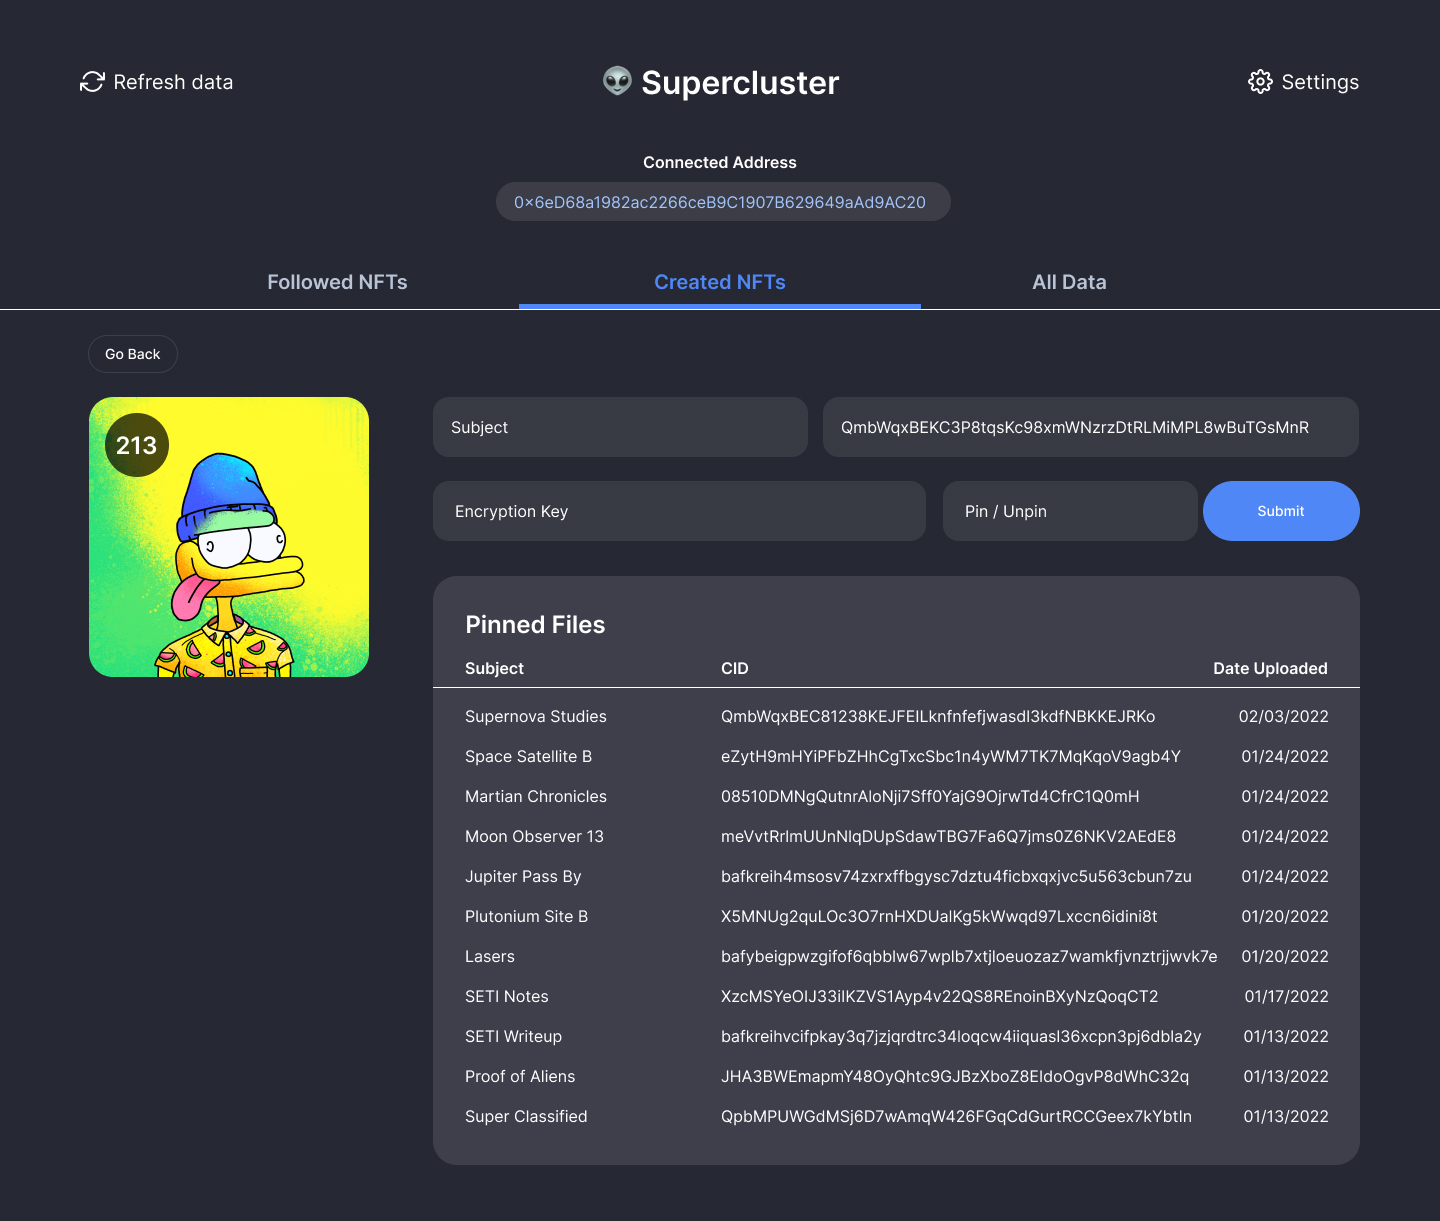 Refresh data
👽 Supercluster
Settings
Connected Address
0x6eD68a1982ac2266ceB9C1907B629649aAd9AC20
Followed NFTs Created NFTs All Data
Go Back
213
Subject QmbWqxBEKC3P8tqsKc98xmWNzrzDtRLMiMPL8wBuTGsMnR
Encryption Key Pin / Unpin Submit
Pinned Files
Subject CID Date Uploaded
Supernova Studies QmbWqxBEC81238KEJFEILknfnfefjwasdl3kdfNBKKEJRKo 02/03/2022
Space Satellite B eZytH9mHYiPFbZHhCgTxcSbc1n4yWM7TK7MqKqoV9agb4Y 01/24/2022
Martian Chronicles 08510DMNgQutnrAloNji7Sff0YajG9OjrwTd4CfrC1Q0mH 01/24/2022
Moon Observer 13 meVvtRrlmUUnNlqDUpSdawTBG7Fa6Q7jms0Z6NKV2AEdE8 01/24/2022
Jupiter Pass By bafkreih4msosv74zxrxffbgysc7dztu4ficbxqxjvc5u563cbun7zu 01/24/2022
Plutonium Site B X5MNUg2quLOc3O7rnHXDUalKg5kWwqd97Lxccn6idini8t 01/20/2022
Lasers bafybeigpwzgifof6qbblw67wplb7xtjloeuozaz7wamkfjvnztrjjwvk7e 01/20/2022
SETI Notes XzcMSYeOIJ33iIKZVS1Ayp4v22QS8REnoinBXyNzQoqCT2 01/17/2022
SETI Writeup bafkreihvcifpkay3q7jzjqrdtrc34loqcw4iiquasl36xcpn3pj6dbla2y 01/13/2022
Proof of Aliens JHA3BWEmapmY48OyQhtc9GJBzXboZ8EIdoOgvP8dWhC32q 01/13/2022
Super Classified QpbMPUWGdMSj6D7wAmqW426FGqCdGurtRCCGeex7kYbtIn 01/13/2022